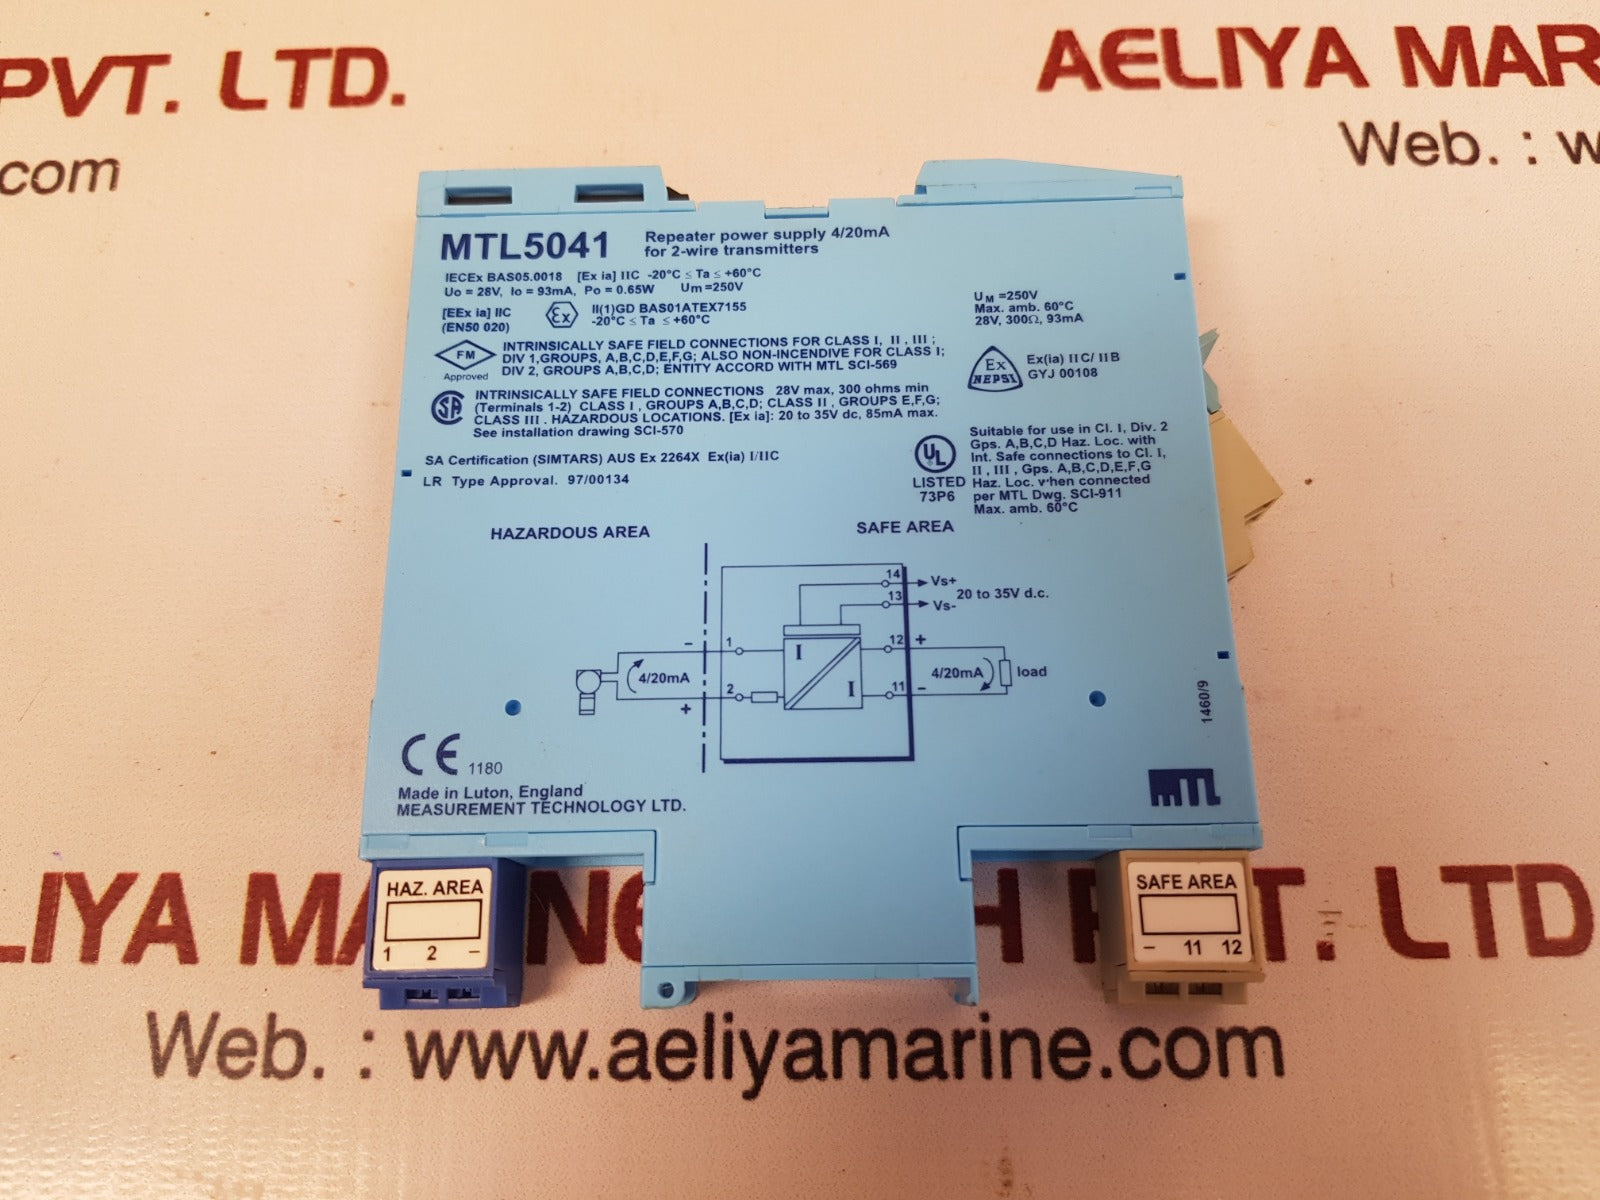 PVT. LTD.
com
AELIYA MAR
Web. : w
MTL5041
Repeater power supply 4/20mA
for 2-wire transmitters
IECEx BAS05.0018 [Ex ia] IIC -20°C ≤ Ta ≤ +60°C
Uo = 28V, Io = 93mA, Po = 0.65W Um =250V
[EEx ia] IIC
(EN50 020)
Ex
II(1)GD BAS01ATEX7155
-20°C ≤ Ta ≤ +60°C
UM =250V
Max. amb. 60°C
28V, 300Ω, 93mA
FM
Approved
INTRINSICALLY SAFE FIELD CONNECTIONS FOR CLASS I, II , III ;
DIV 1,GROUPS, A,B,C,D,E,F,G; ALSO NON-INCENDIVE FOR CLASS I;
DIV 2, GROUPS A,B,C,D; ENTITY ACCORD WITH MTL SCI-569
Ex
NEPSI
Ex(ia) IIC/ IIB
GYJ 00108
SA
INTRINSICALLY SAFE FIELD CONNECTIONS 28V max, 300 ohms min
(Terminals 1-2) CLASS I , GROUPS A,B,C,D; CLASS II , GROUPS E,F,G;
CLASS III . HAZARDOUS LOCATIONS. [Ex ia]: 20 to 35V dc, 85mA max.
See installation drawing SCI-570
SA Certification (SIMTARS) AUS Ex 2264X Ex(ia) I/IIC
LR Type Approval. 97/00134
UL
LISTED
73P6
Suitable for use in Cl. I, Div. 2
Gps. A,B,C,D Haz. Loc. with
Int. Safe connections to Cl. I,
II , III , Gps. A,B,C,D,E,F,G
Haz. Loc. when connected
per MTL Dwg. SCI-911
Max. amb. 60°C
HAZARDOUS AREA
SAFE AREA
14 Vs+
13 Vs-
20 to 35V d.c.
– 1 I 12 +
4/20mA
4/20mA load
+ 2 I 11 –
1460/9
CE 1180
Made in Luton, England
MEASUREMENT TECHNOLOGY LTD.
MTL
HAZ. AREA
1 2 –
SAFE AREA
– 11 12
Web. : www.aeliyamarine.com